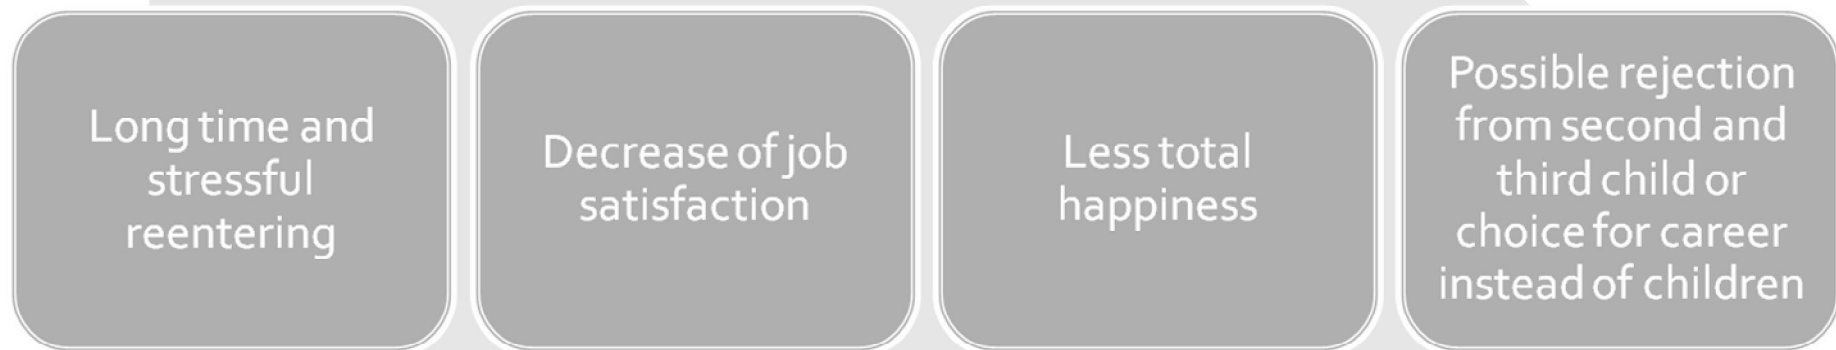 Long time and
stressful
reentering
Decrease of job
satisfaction
Less total
happiness
Possible rejection
from second and
third child or
choice for career
instead of children